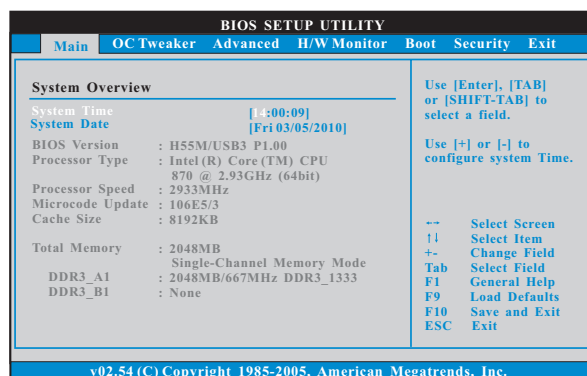 BIOS SETUP UTILITY
Main OC Tweaker Advanced H/W Monitor Boot Security Exit
System Overview
System Time [14:00:09]
System Date [Fri 03/05/2010]
BIOS Version : H55M/USB3 P1.00
Processor Type : Intel (R) Core (TM) CPU
870 @ 2.93GHz (64bit)
Processor Speed : 2933MHz
Microcode Update : 106E5/3
Cache Size : 8192KB
Total Memory : 2048MB
Single-Channel Memory Mode
DDR3_A1 : 2048MB/667MHz DDR3_1333
DDR3_B1 : None
Use [Enter], [TAB]
or [SHIFT-TAB] to
select a field.
Use [+] or [-] to
configure system Time.
←→ Select Screen
↑↓ Select Item
+- Change Field
Tab Select Field
F1 General Help
F9 Load Defaults
F10 Save and Exit
ESC Exit
v02.54 (C) Copyright 1985-2005, American Megatrends, Inc.